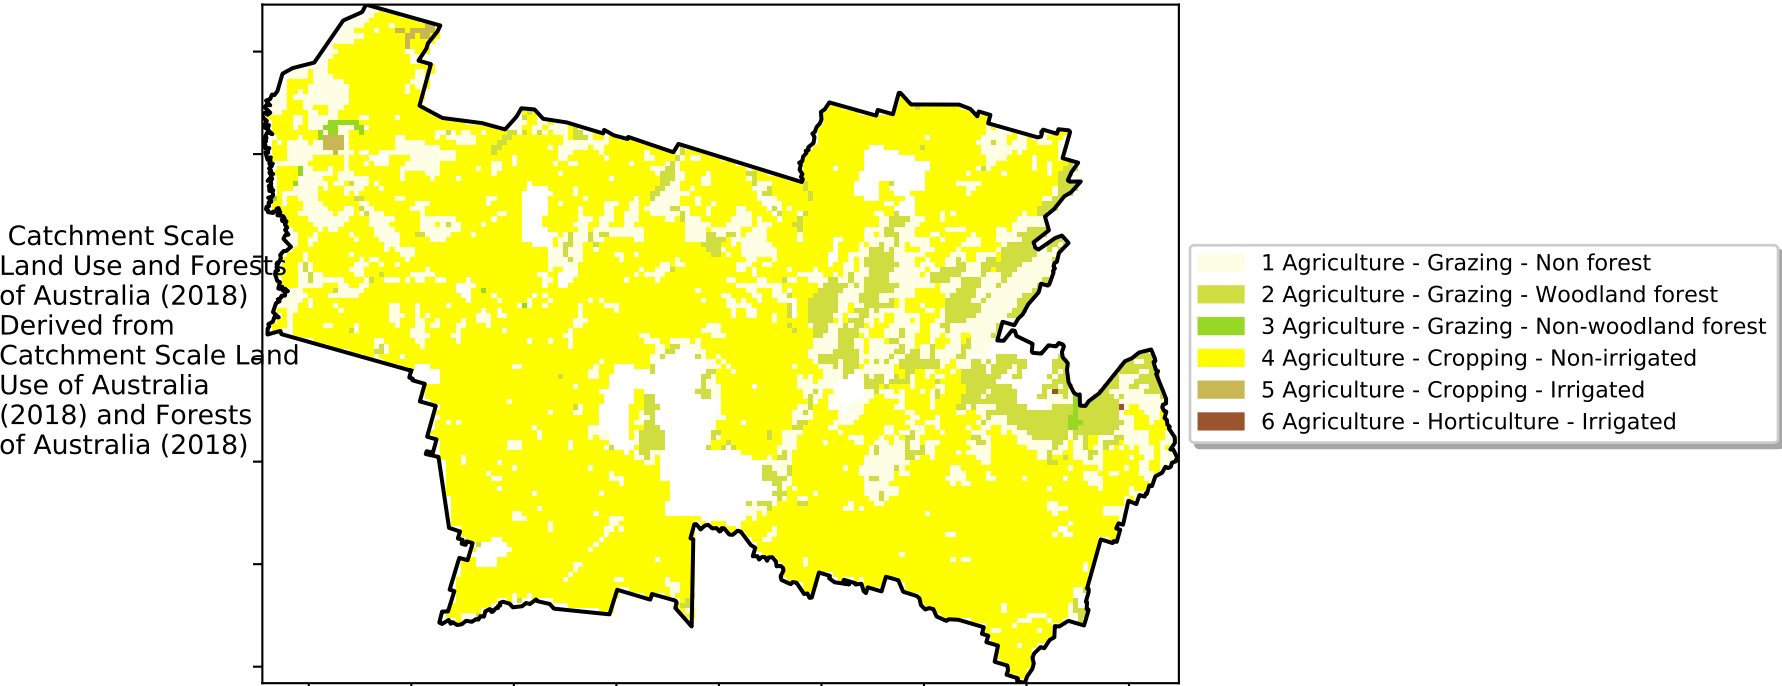 Catchment Scale
Land Use and Forests
of Australia (2018)
Derived from
Catchment Scale Land
Use of Australia
(2018) and Forests
of Australia (2018)
1 Agriculture - Grazing - Non forest
2 Agriculture - Grazing - Woodland forest
3 Agriculture - Grazing - Non-woodland forest
4 Agriculture - Cropping - Non-irrigated
5 Agriculture - Cropping - Irrigated
6 Agriculture - Horticulture - Irrigated